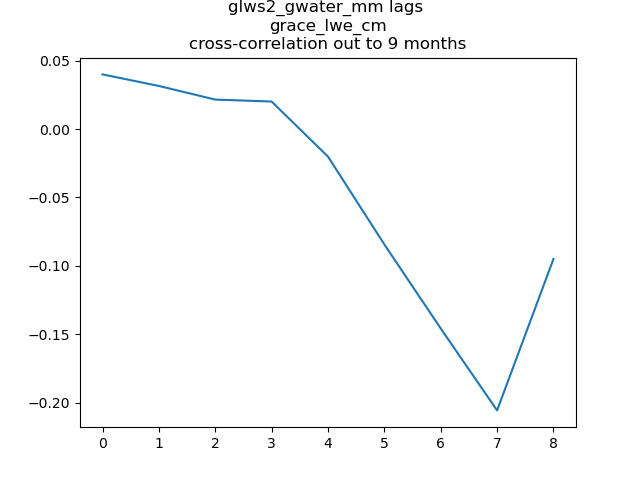 glws2_gwater_mm lags
grace_lwe_cm
cross-correlation out to 9 months
0.05
0.00
−0.05
−0.10
−0.15
−0.20
0 1 2 3 4 5 6 7 8